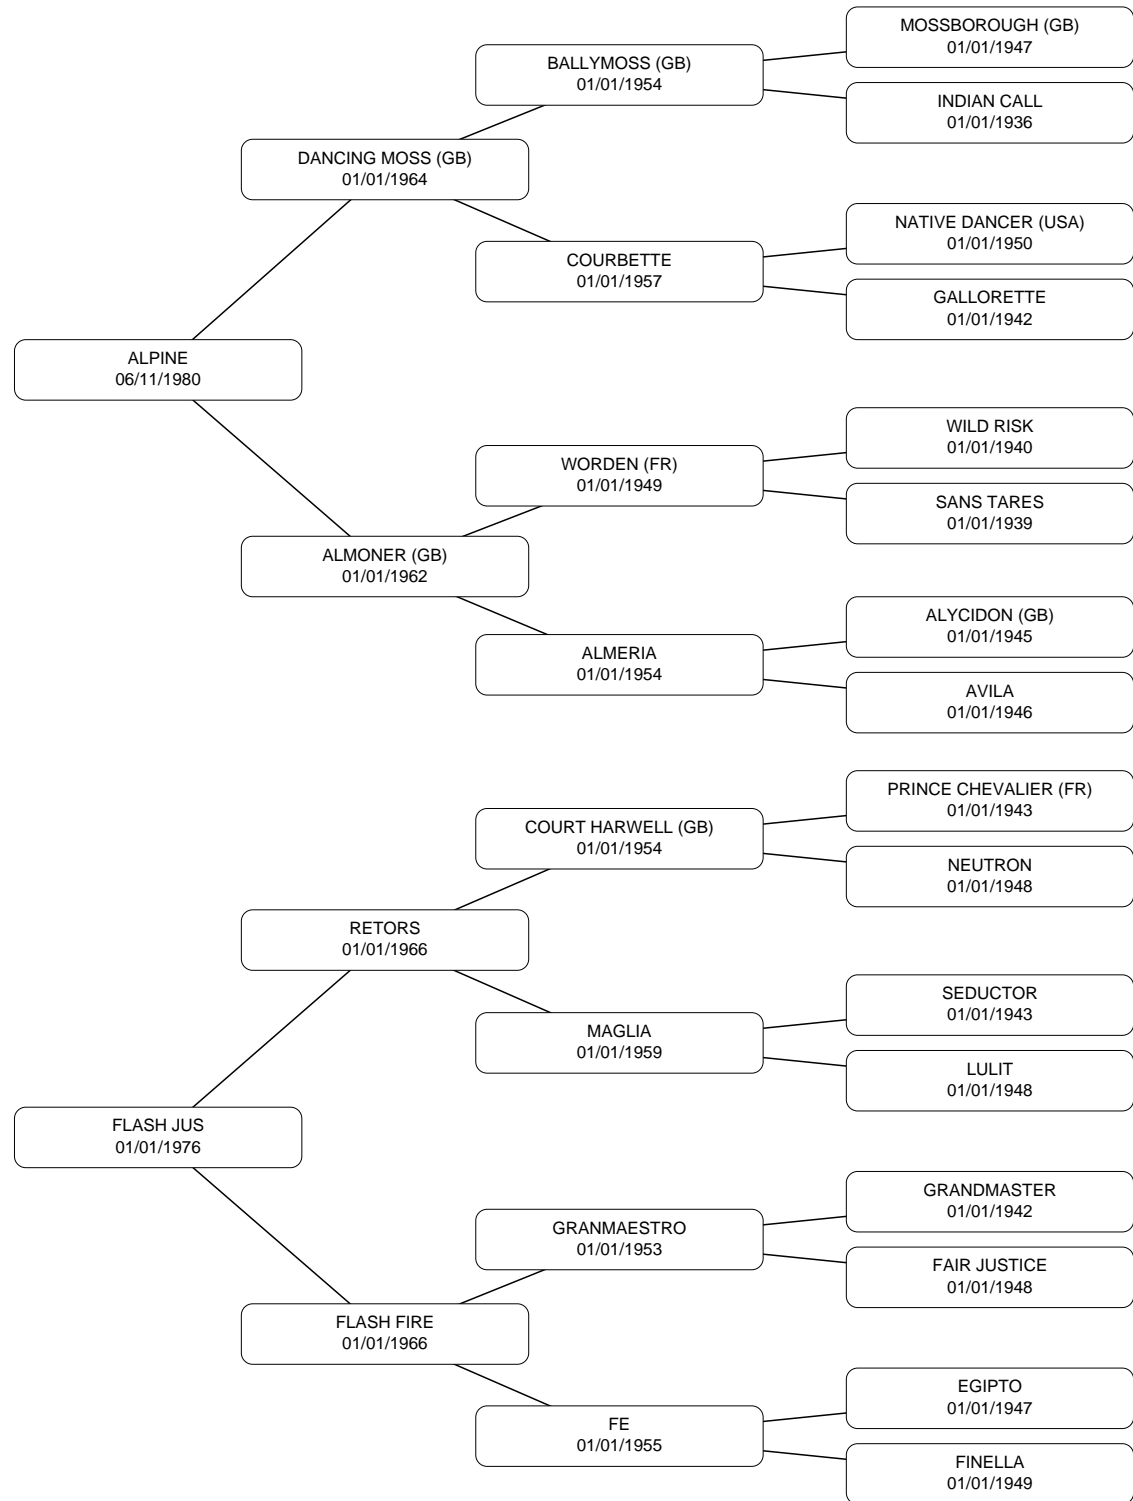 MOSSBOROUGH (GB)
01/01/1947
BALLYMOSS (GB)
01/01/1954
INDIAN CALL
01/01/1936
DANCING MOSS (GB)
01/01/1964
NATIVE DANCER (USA)
01/01/1950
COURBETTE
01/01/1957
GALLORETTE
01/01/1942
ALPINE
06/11/1980
WILD RISK
01/01/1940
WORDEN (FR)
01/01/1949
SANS TARES
01/01/1939
ALMONER (GB)
01/01/1962
ALYCIDON (GB)
01/01/1945
ALMERIA
01/01/1954
AVILA
01/01/1946
PRINCE CHEVALIER (FR)
01/01/1943
COURT HARWELL (GB)
01/01/1954
NEUTRON
01/01/1948
RETORS
01/01/1966
SEDUCTOR
01/01/1943
MAGLIA
01/01/1959
LULIT
01/01/1948
FLASH JUS
01/01/1976
GRANDMASTER
01/01/1942
GRANMAESTRO
01/01/1953
FAIR JUSTICE
01/01/1948
FLASH FIRE
01/01/1966
EGIPTO
01/01/1947
FE
01/01/1955
FINELLA
01/01/1949